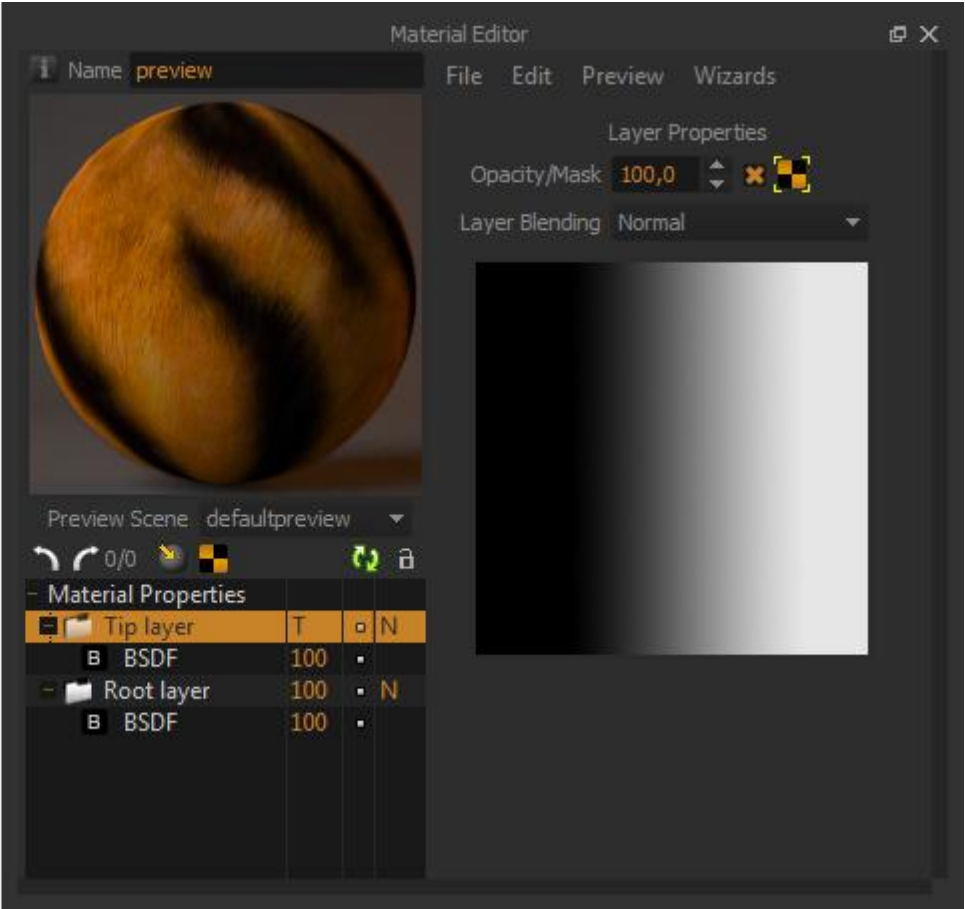 Material Editor
Name preview
File Edit Preview Wizards
Layer Properties
Opacity/Mask 100,0
Layer Blending Normal
Preview Scene defaultpreview
0/0
Material Properties
Tip layer T N
B BSDF 100
Root layer 100 N
B BSDF 100